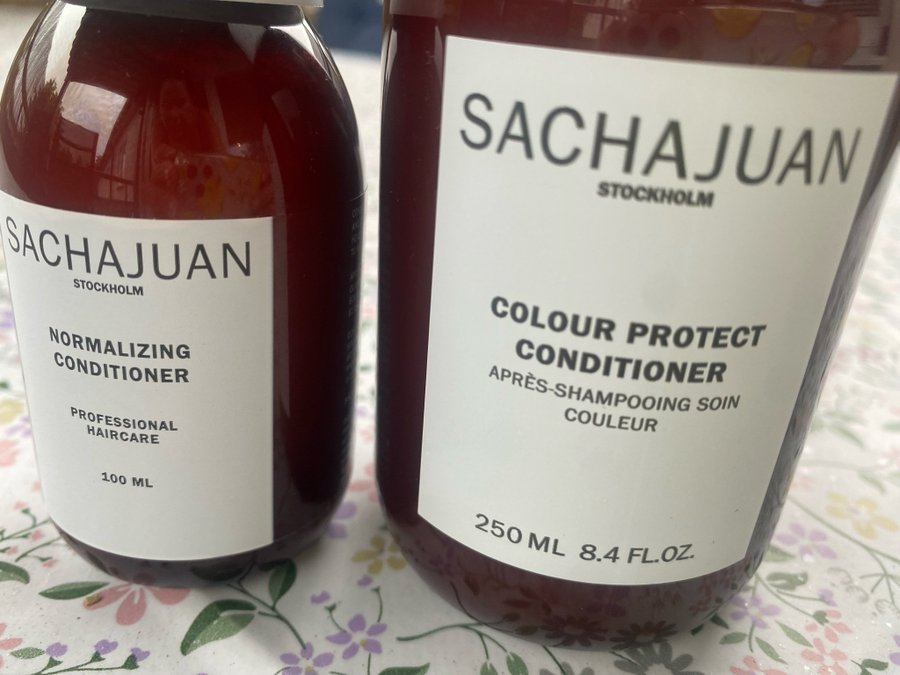 SACHAJUAN
STOCKHOLM
NORMALIZING
CONDITIONER
PROFESSIONAL
HAIRCARE
100 ML
SACHAJUAN
STOCKHOLM
COLOUR PROTECT
CONDITIONER
APRÈS-SHAMPOOING SOIN
COULEUR
250 ML 8.4 FL.OZ.